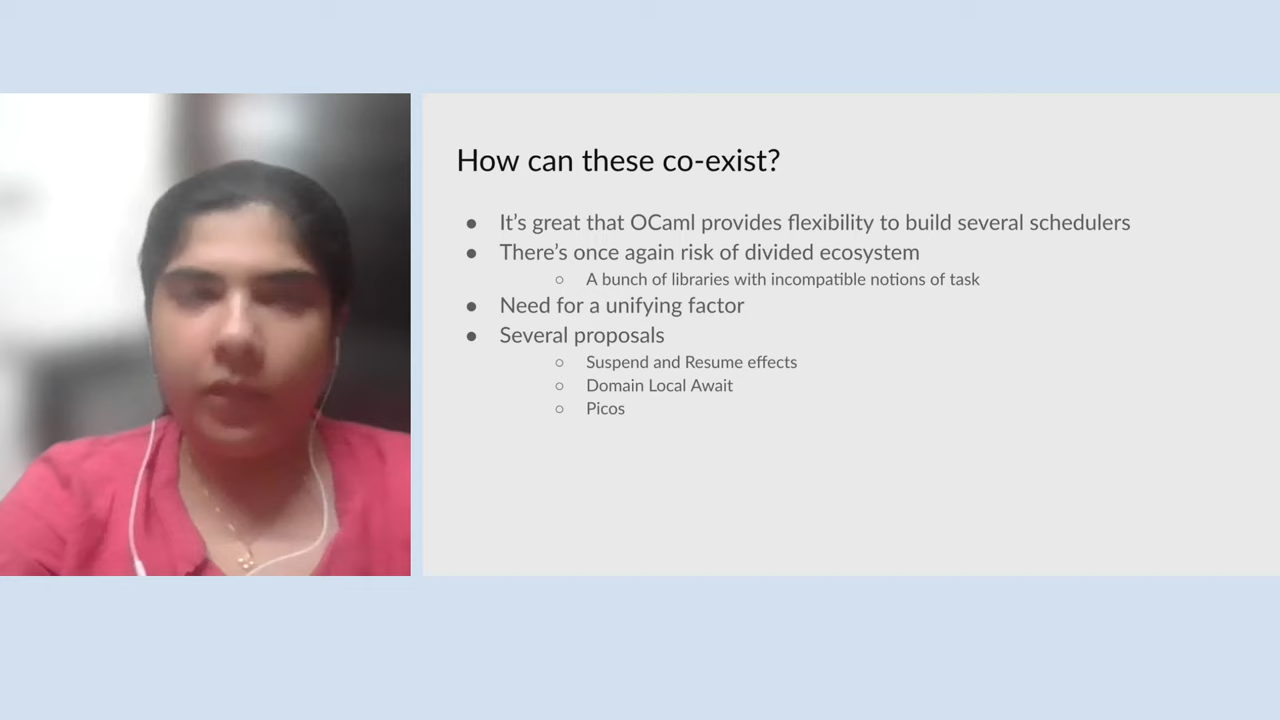 How can these co-exist?
● It’s great that OCaml provides flexibility to build several schedulers
● There’s once again risk of divided ecosystem
○ A bunch of libraries with incompatible notions of task
● Need for a unifying factor
● Several proposals
○ Suspend and Resume effects
○ Domain Local Await
○ Picos